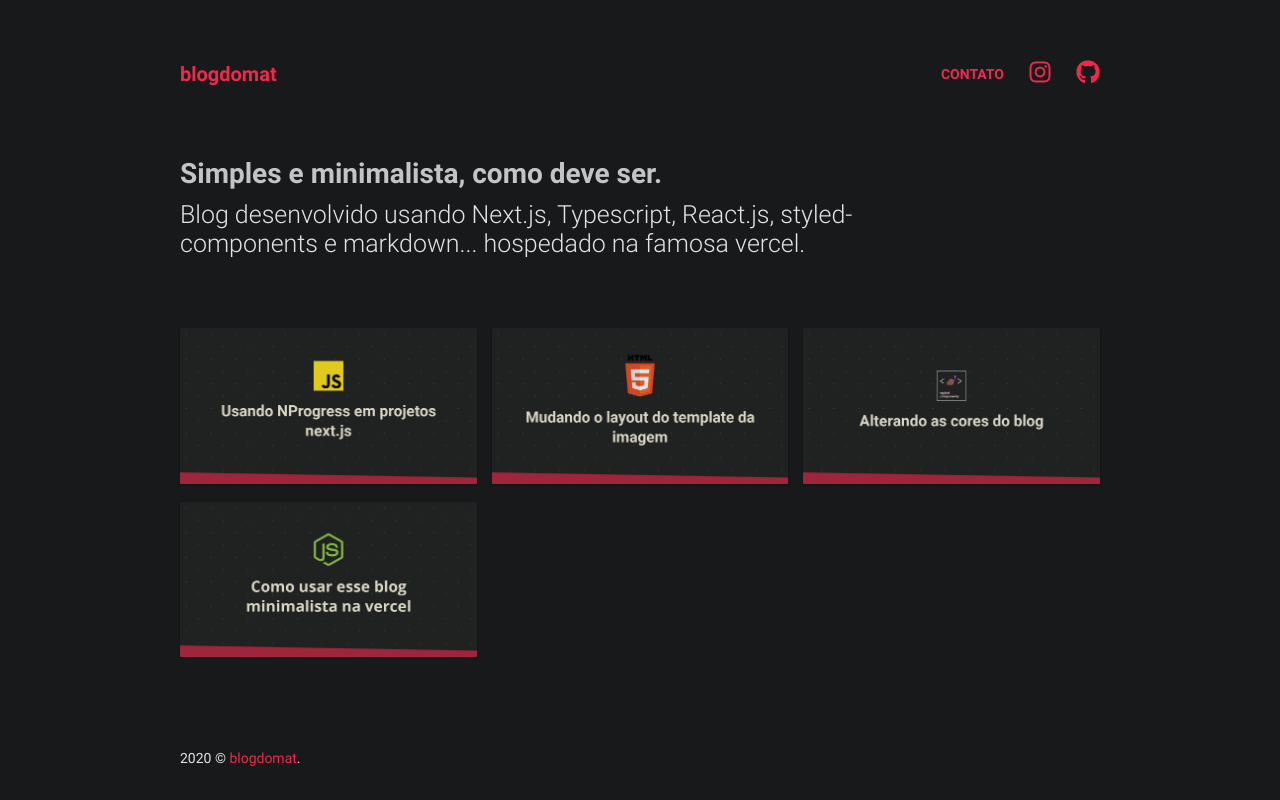 blogdomat
CONTATO
Simples e minimalista, como deve ser.
Blog desenvolvido usando Next.js, Typescript, React.js, styled-
components e markdown... hospedado na famosa vercel.
JS
Usando NProgress em projetos
next.js
HTML
5
Mudando o layout do template da
imagem
Alterando as cores do blog
JS
Como usar esse blog
minimalista na vercel
2020 © blogdomat.